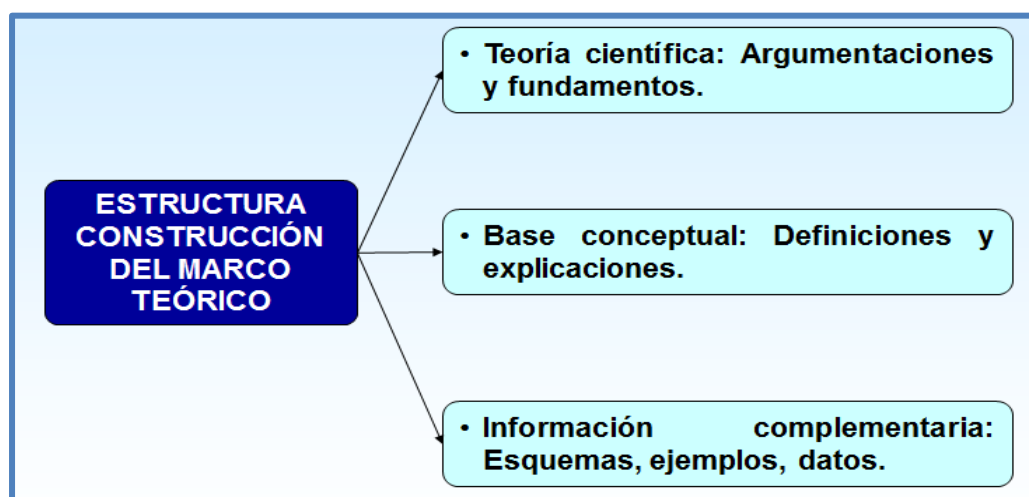 ESTRUCTURA
CONSTRUCCIÓN
DEL MARCO
TEÓRICO
• Teoría científica: Argumentaciones
y fundamentos.
• Base conceptual: Definiciones y
explicaciones.
• Información complementaria:
Esquemas, ejemplos, datos.